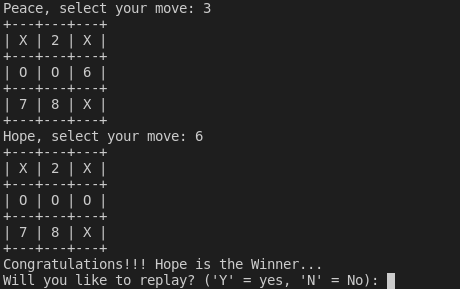 Peace, select your move: 3
+---+---+---+
| X | 2 | X |
+---+---+---+
| O | O | 6 |
+---+---+---+
| 7 | 8 | X |
+---+---+---+
Hope, select your move: 6
+---+---+---+
| X | 2 | X |
+---+---+---+
| O | O | O |
+---+---+---+
| 7 | 8 | X |
+---+---+---+
Congratulations!!! Hope is the Winner...
Will you like to replay? ('Y' = yes, 'N' = No):